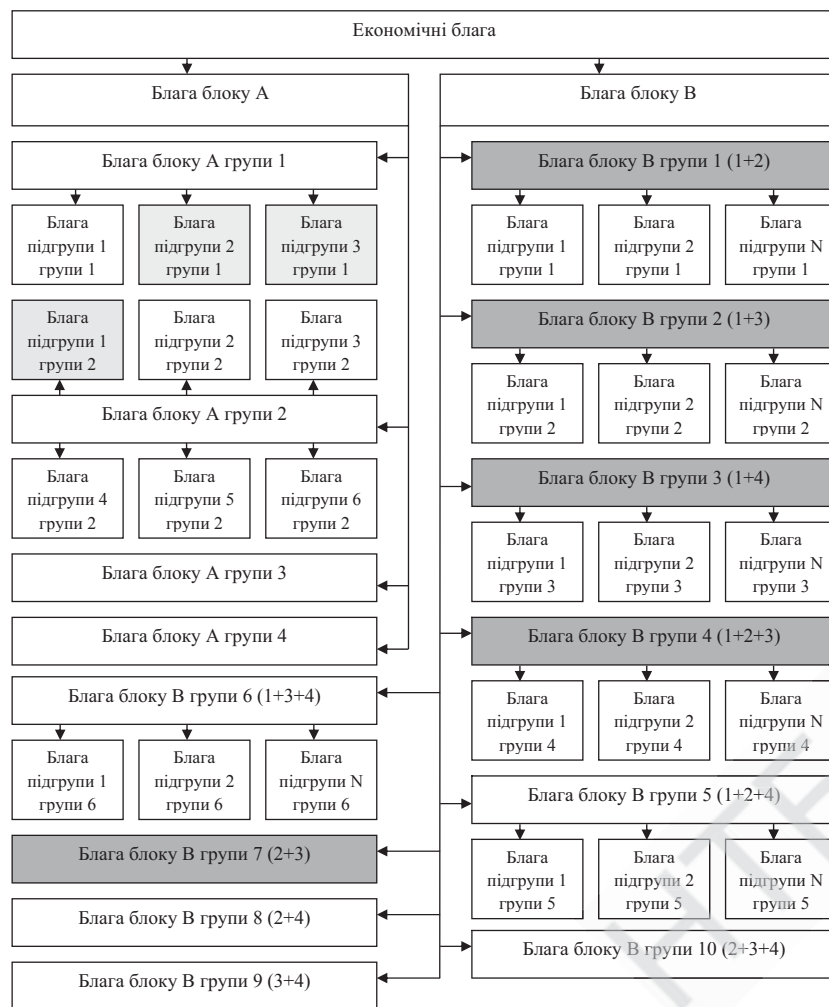 Економічні блага
Блага блоку А
Блага блоку А групи 1
Блага
підгрупи 1
групи 1
Блага
підгрупи 2
групи 1
Блага
підгрупи 3
групи 1
Блага
підгрупи 1
групи 2
Блага
підгрупи 2
групи 2
Блага
підгрупи 3
групи 2
Блага блоку А групи 2
Блага
підгрупи 4
групи 2
Блага
підгрупи 5
групи 2
Блага
підгрупи 6
групи 2
Блага блоку А групи 3
Блага блоку А групи 4
Блага блоку В групи 6 (1+3+4)
Блага
підгрупи 1
групи 6
Блага
підгрупи 2
групи 6
Блага
підгрупи N
групи 6
Блага блоку В групи 7 (2+3)
Блага блоку В групи 8 (2+4)
Блага блоку В групи 9 (3+4)
Блага блоку В
Блага блоку В групи 1 (1+2)
Блага
підгрупи 1
групи 1
Блага
підгрупи 2
групи 1
Блага
підгрупи N
групи 1
Блага блоку В групи 2 (1+3)
Блага
підгрупи 1
групи 2
Блага
підгрупи 2
групи 2
Блага
підгрупи N
групи 2
Блага блоку В групи 3 (1+4)
Блага
підгрупи 1
групи 3
Блага
підгрупи 2
групи 3
Блага
підгрупи N
групи 3
Блага блоку В групи 4 (1+2+3)
Блага
підгрупи 1
групи 4
Блага
підгрупи 2
групи 4
Блага
підгрупи N
групи 4
Блага блоку В групи 5 (1+2+4)
Блага
підгрупи 1
групи 5
Блага
підгрупи 2
групи 5
Блага
підгрупи N
групи 5
Блага блоку В групи 10 (2+3+4)